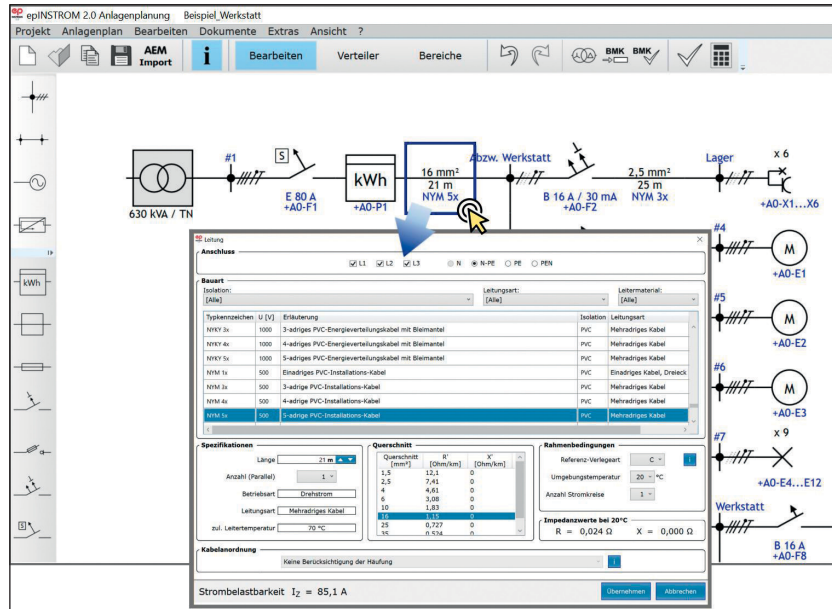 epINSTROM 2.0 Anlagenplanung Beispiel_Werkstatt
Projekt Anlagenplan Bearbeiten Dokumente Extras Ansicht ?
AEM Import i Bearbeiten Verteiler Bereiche BMK BMK
#1 S Abzw. Werkstatt Lager x 6
kWh 16 mm² 2,5 mm²
21 m 25 m
E 80 A NYM 5x B 16 A / 30 mA NYM 3x
630 kVA / TN +A0-F1 +A0-P1 +A0-F2 +A0-X1...X6
#4
M
+A0-E1
#5
M
+A0-E2
#6
M
+A0-E3
#7 x 9
+A0-E4...E12
Werkstatt
B 16 A
+A0-F8
kWh
S
Leitung
Anschluss
L1 L2 L3 N N-PE PE PEN
Bauart
Isolation: Leitungsart: Leitermaterial:
[Alle] [Alle] [Alle]
Typkennzeichen U [V] Erläuterung Isolation Leitungsart
NYKY 3x 1000 3-adriges PVC-Energieverteilungskabel mit Bleimantel PVC Mehradriges Kabel
NYKY 4x 1000 4-adriges PVC-Energieverteilungskabel mit Bleimantel PVC Mehradriges Kabel
NYKY 5x 1000 5-adriges PVC-Energieverteilungskabel mit Bleimantel PVC Mehradriges Kabel
NYM 1x 500 Einadriges PVC-Installations-Kabel PVC Einadriges Kabel, Dreieck
NYM 3x 500 3-adrige PVC-Installations-Kabel PVC Mehradriges Kabel
NYM 4x 500 4-adrige PVC-Installations-Kabel PVC Mehradriges Kabel
NYM 5x 500 5-adrige PVC-Installations-Kabel PVC Mehradriges Kabel
Spezifikationen
Länge 21 m
Anzahl (Parallel) 1
Betriebsart Drehstrom
Leitungsart Mehradriges Kabel
zul. Leitertemperatur 70 °C
Querschnitt
Querschnitt R' X'
[mm²] [Ohm/km] [Ohm/km]
1,5 12,1 0
2,5 7,41 0
4 4,61 0
6 3,08 0
10 1,83 0
16 1,15 0
25 0,727 0
35 0,524 0
Rahmenbedingungen
Referenz-Verlegeart C i
Umgebungstemperatur 20 °C
Anzahl Stromkreise 1
Impedanzwerte bei 20°C
R = 0,024 Ω X = 0,000 Ω
Kabelanordnung
Keine Berücksichtigung der Häufung i
Strombelastbarkeit IZ = 85,1 A Übernehmen Abbrechen